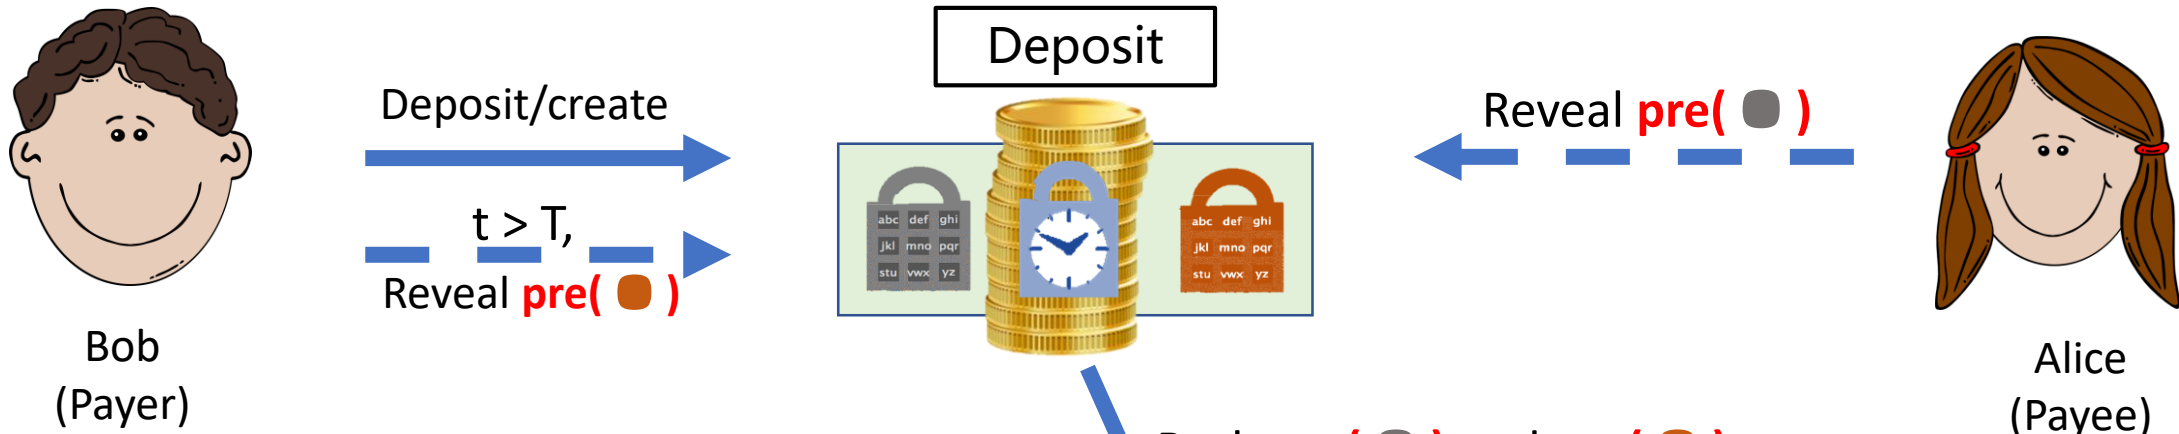 Deposit
Deposit/create
t > T,
Reveal pre( )
Reveal pre( )
abc def ghi
jkl mno pqr
stu vwx yz
abc def ghi
jkl mno pqr
stu vwx yz
Bob
(Payer)
Alice
(Payee)